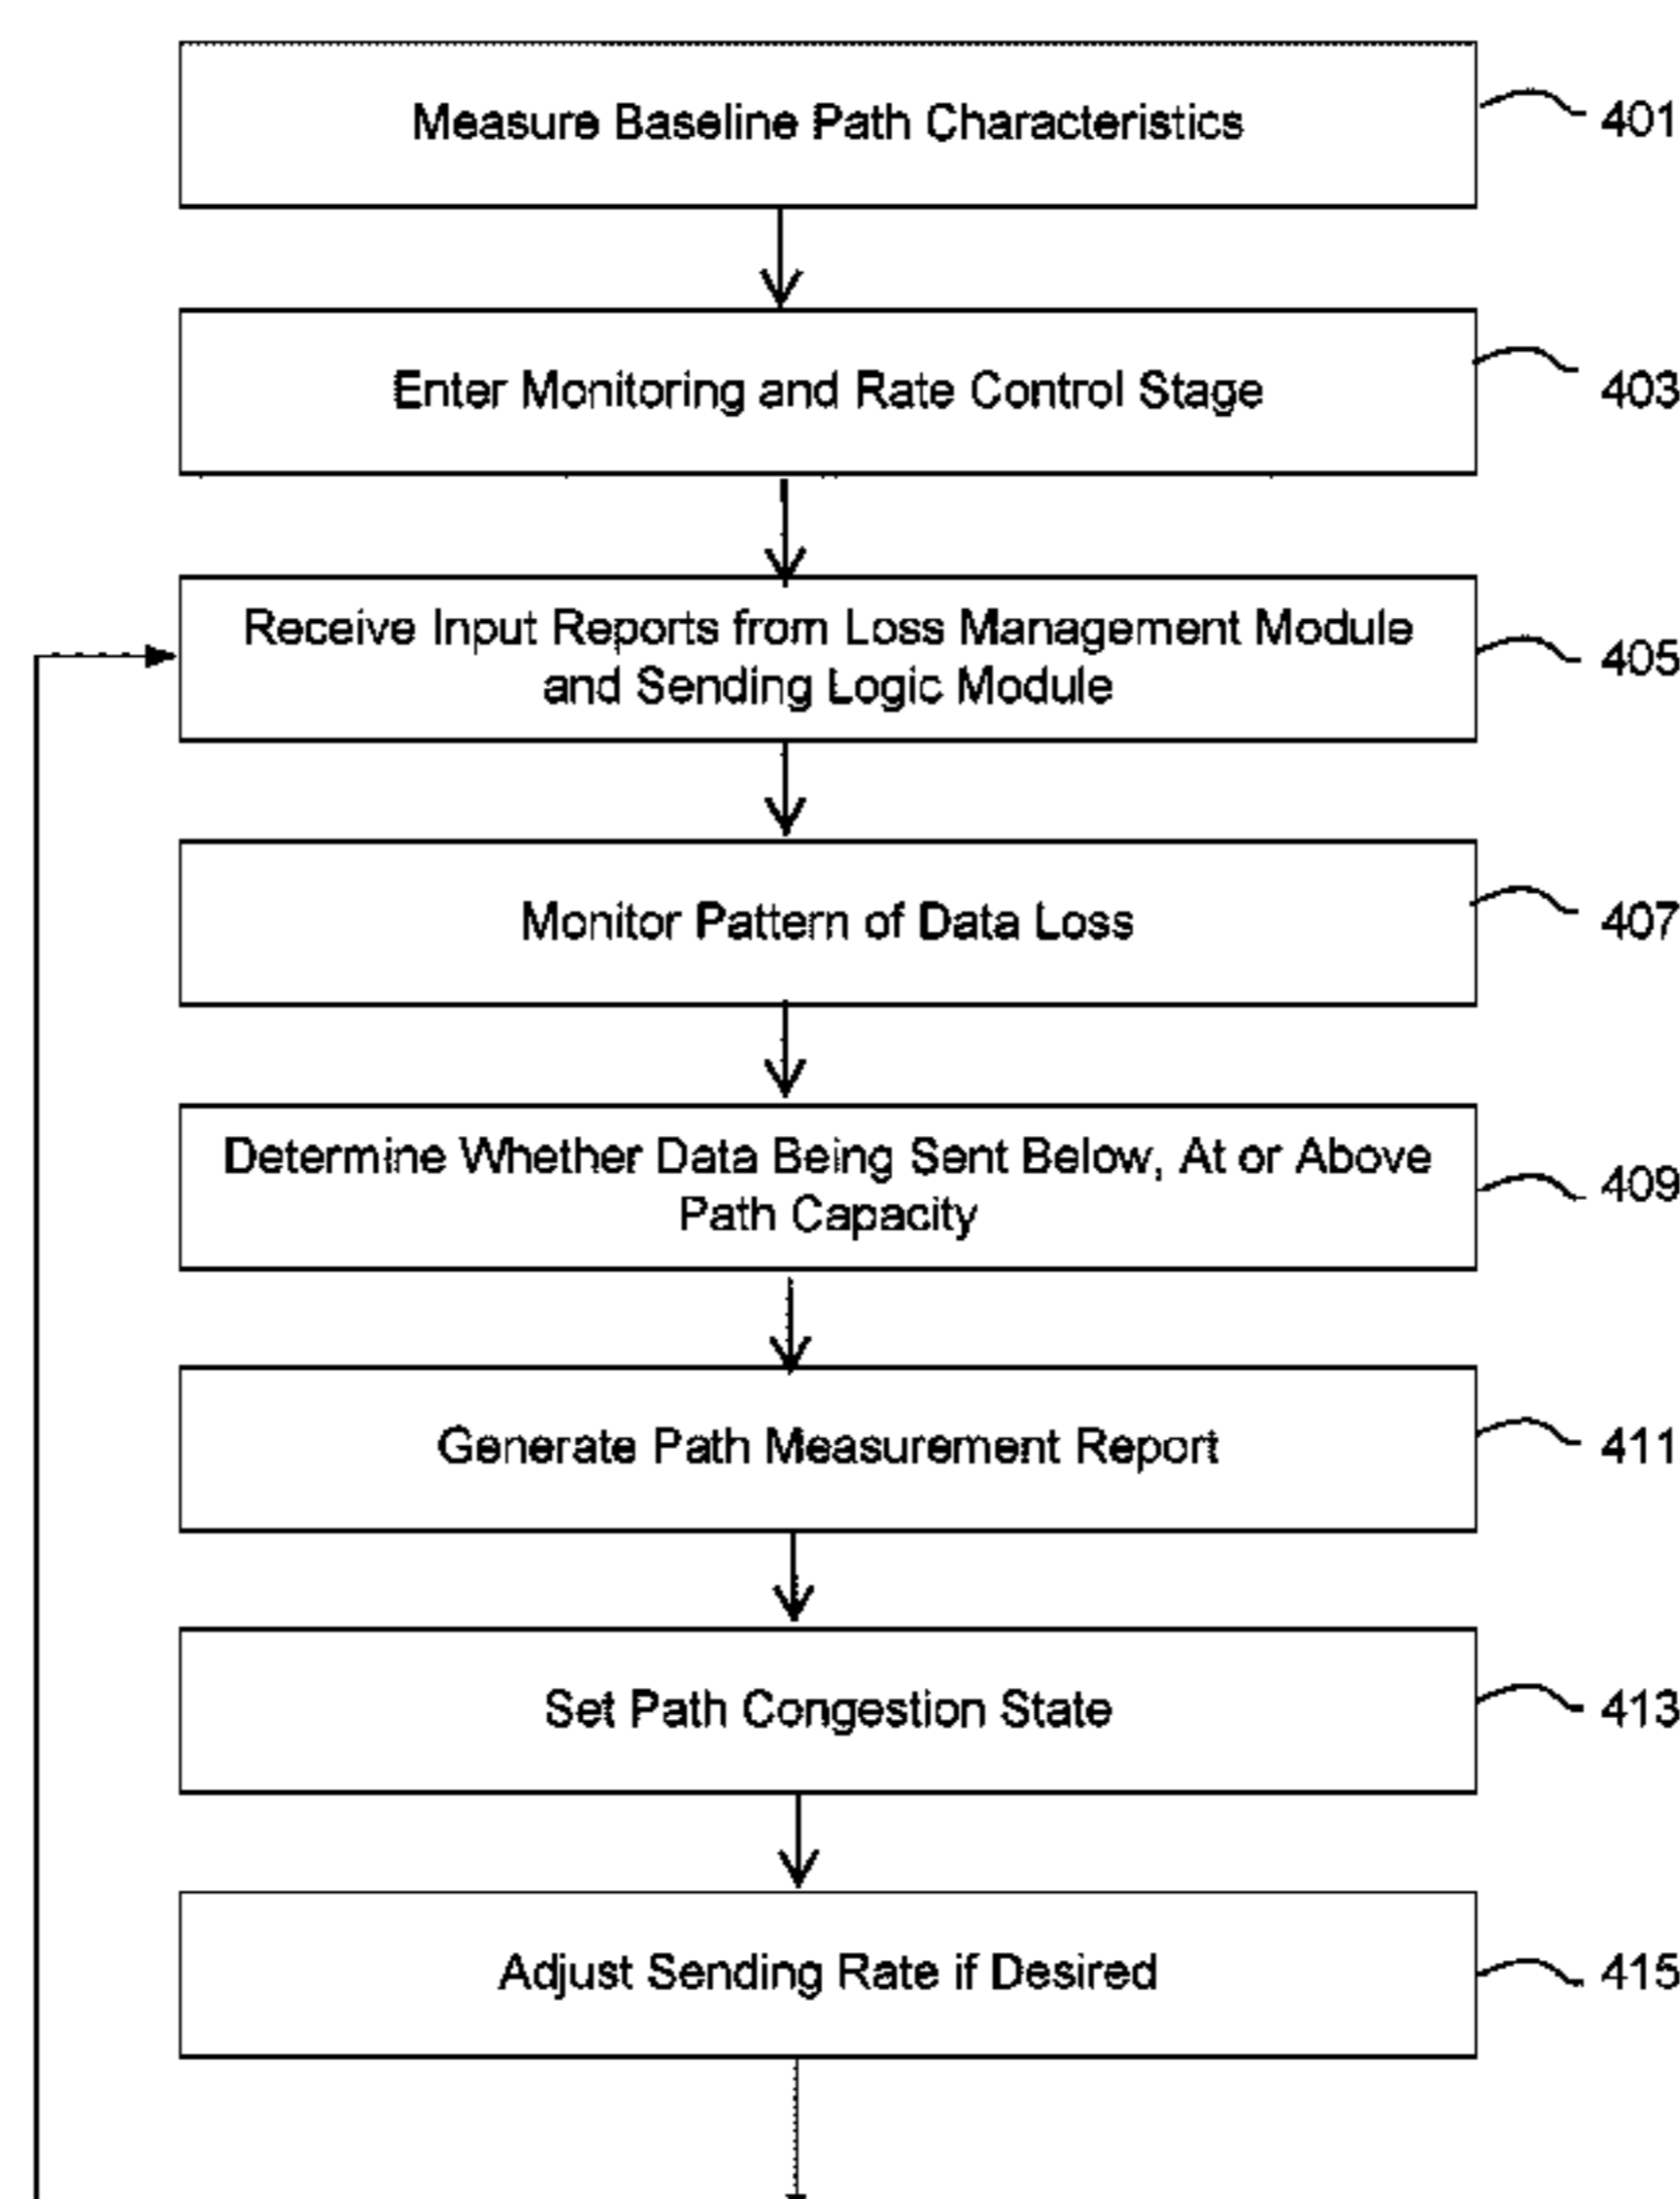 Measure Baseline Path Characteristics
401
Enter Monitoring and Rate Control Stage
403
Receive Input Reports from Loss Management Module
and Sending Logic Module
405
Monitor Pattern of Data Loss
407
Determine Whether Data Being Sent Below, At or Above
Path Capacity
409
Generate Path Measurement Report
411
Set Path Congestion State
413
Adjust Sending Rate if Desired
415